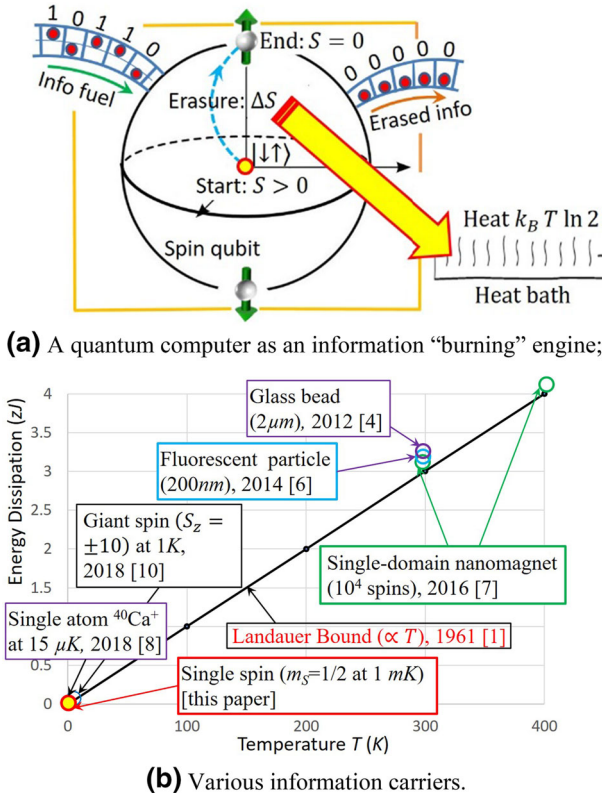 1 0 1 1 0
Info fuel
End: S = 0
Erasure: ΔS
|↓↑⟩
Start: S > 0
Spin qubit
0 0 0 0 0
Erased info
Heat k_B T ln 2
Heat bath
(a) A quantum computer as an information “burning” engine;
Energy Dissipation (zJ)
4
3.5
3
2.5
2
1.5
0.5
0
Glass bead
(2μm), 2012 [4]
Fluorescent particle
(200nm), 2014 [6]
Giant spin (S_z =
±10) at 1K,
2018 [10]
Single-domain nanomagnet
(10⁴ spins), 2016 [7]
Single atom ⁴⁰Ca⁺
at 15 μK, 2018 [8]
Landauer Bound (∝ T), 1961 [1]
Single spin (m_S=1/2 at 1 mK)
[this paper]
0 100 200 300 400
Temperature T (K)
(b) Various information carriers.